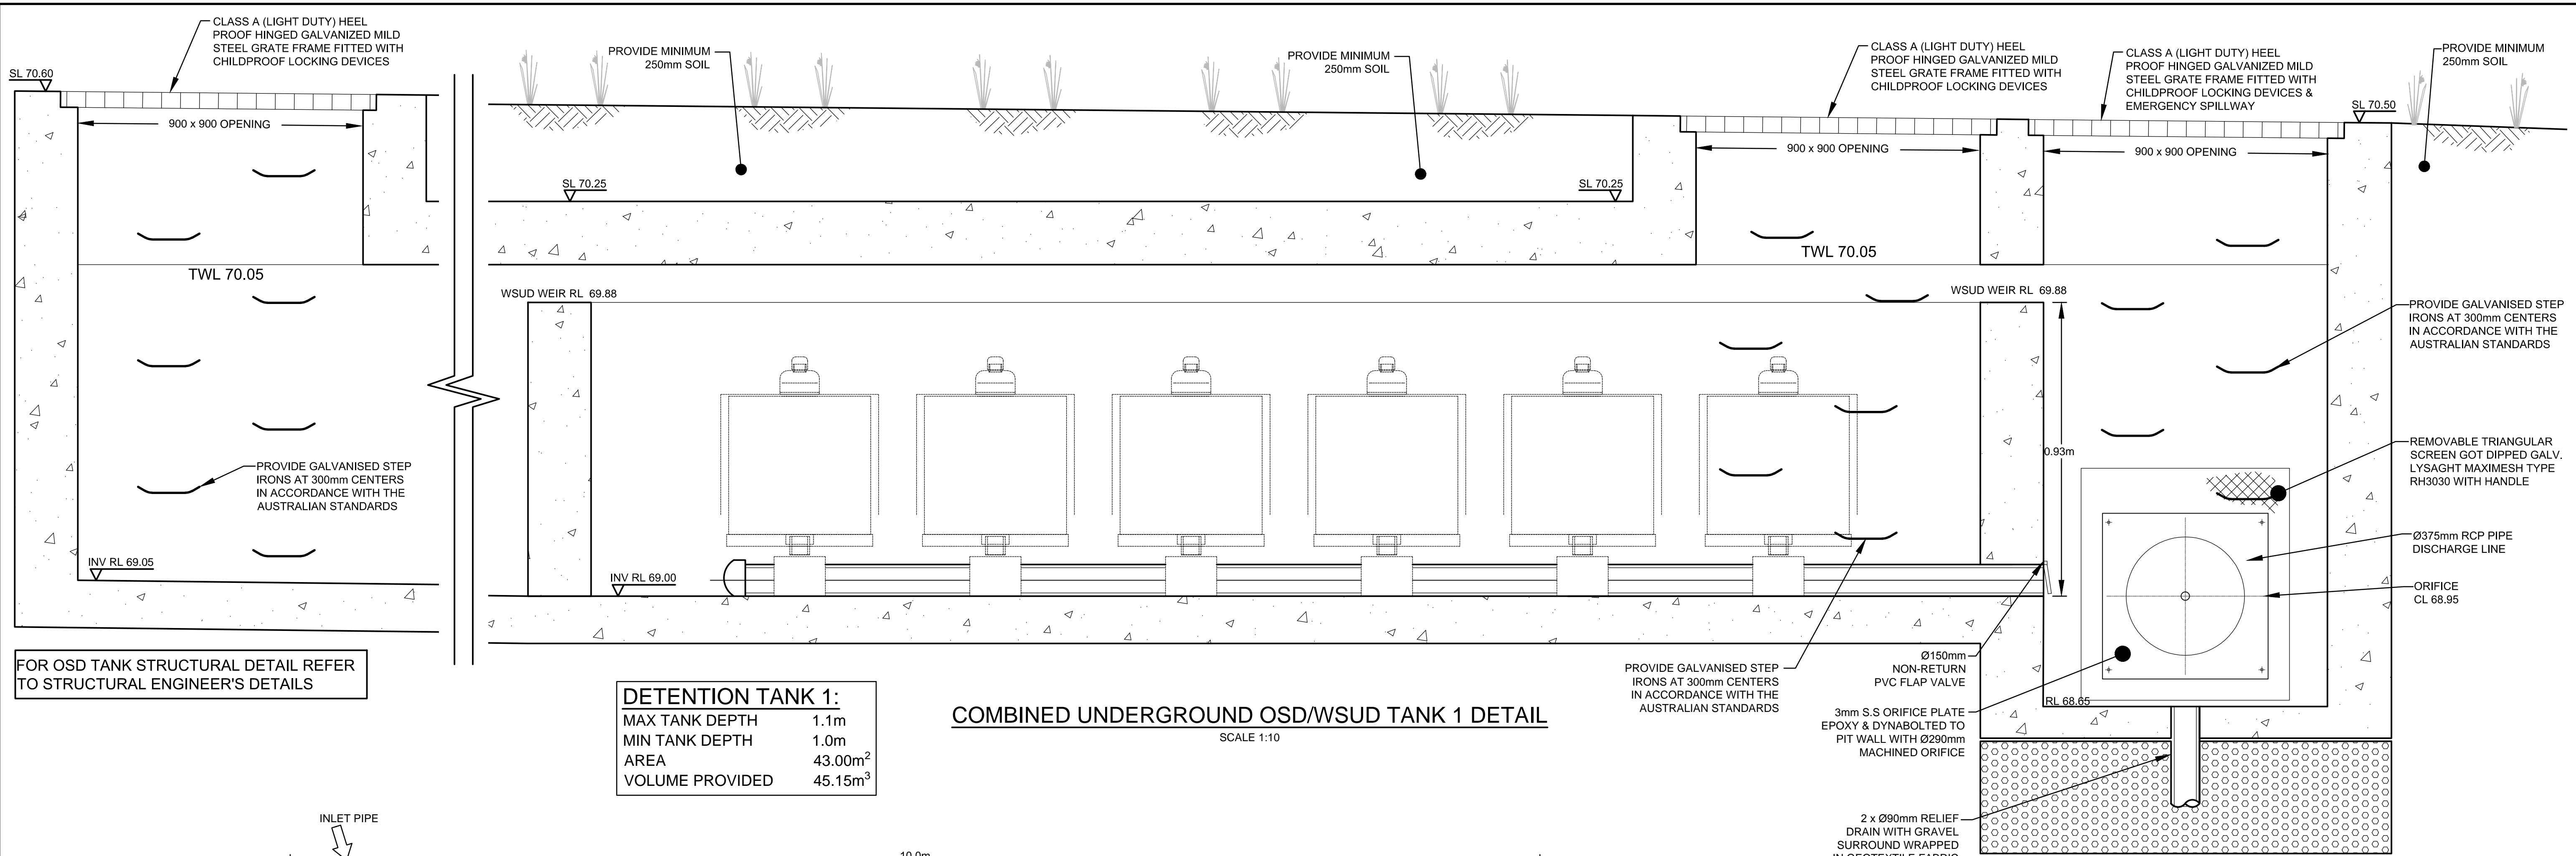 CLASS A (LIGHT DUTY) HEEL
PROOF HINGED GALVANIZED MILD
STEEL GRATE FRAME FITTED WITH
CHILDPROOF LOCKING DEVICES
SL 70.60
900 x 900 OPENING
PROVIDE MINIMUM
250mm SOIL
PROVIDE MINIMUM
250mm SOIL
CLASS A (LIGHT DUTY) HEEL
PROOF HINGED GALVANIZED MILD
STEEL GRATE FRAME FITTED WITH
CHILDPROOF LOCKING DEVICES
CLASS A (LIGHT DUTY) HEEL
PROOF HINGED GALVANIZED MILD
STEEL GRATE FRAME FITTED WITH
CHILDPROOF LOCKING DEVICES &
EMERGENCY SPILLWAY
PROVIDE MINIMUM
250mm SOIL
SL 70.50
900 x 900 OPENING
900 x 900 OPENING
SL 70.25
SL 70.25
TWL 70.05
TWL 70.05
WSUD WEIR RL 69.88
WSUD WEIR RL 69.88
PROVIDE GALVANISED STEP
IRONS AT 300mm CENTERS
IN ACCORDANCE WITH THE
AUSTRALIAN STANDARDS
0.93m
REMOVABLE TRIANGULAR
SCREEN GOT DIPPED GALV.
LYSAGHT MAXIMESH TYPE
RH3030 WITH HANDLE
PROVIDE GALVANISED STEP
IRONS AT 300mm CENTERS
IN ACCORDANCE WITH THE
AUSTRALIAN STANDARDS
Ø375mm RCP PIPE
DISCHARGE LINE
INV RL 69.05
INV RL 69.00
ORIFICE
CL 68.95
FOR OSD TANK STRUCTURAL DETAIL REFER
TO STRUCTURAL ENGINEER'S DETAILS
PROVIDE GALVANISED STEP
IRONS AT 300mm CENTERS
IN ACCORDANCE WITH THE
AUSTRALIAN STANDARDS
Ø150mm
NON-RETURN
PVC FLAP VALVE
RL 68.65
3mm S.S ORIFICE PLATE
EPOXY & DYNABOLTED TO
PIT WALL WITH Ø290mm
MACHINED ORIFICE
DETENTION TANK 1:
MAX TANK DEPTH 1.1m
MIN TANK DEPTH 1.0m
AREA 43.00m²
VOLUME PROVIDED 45.15m³
COMBINED UNDERGROUND OSD/WSUD TANK 1 DETAIL
SCALE 1:10
INLET PIPE
10.0m
2 x Ø90mm RELIEF
DRAIN WITH GRAVEL
SURROUND WRAPPED
IN GEOTEXTILE FABRIC